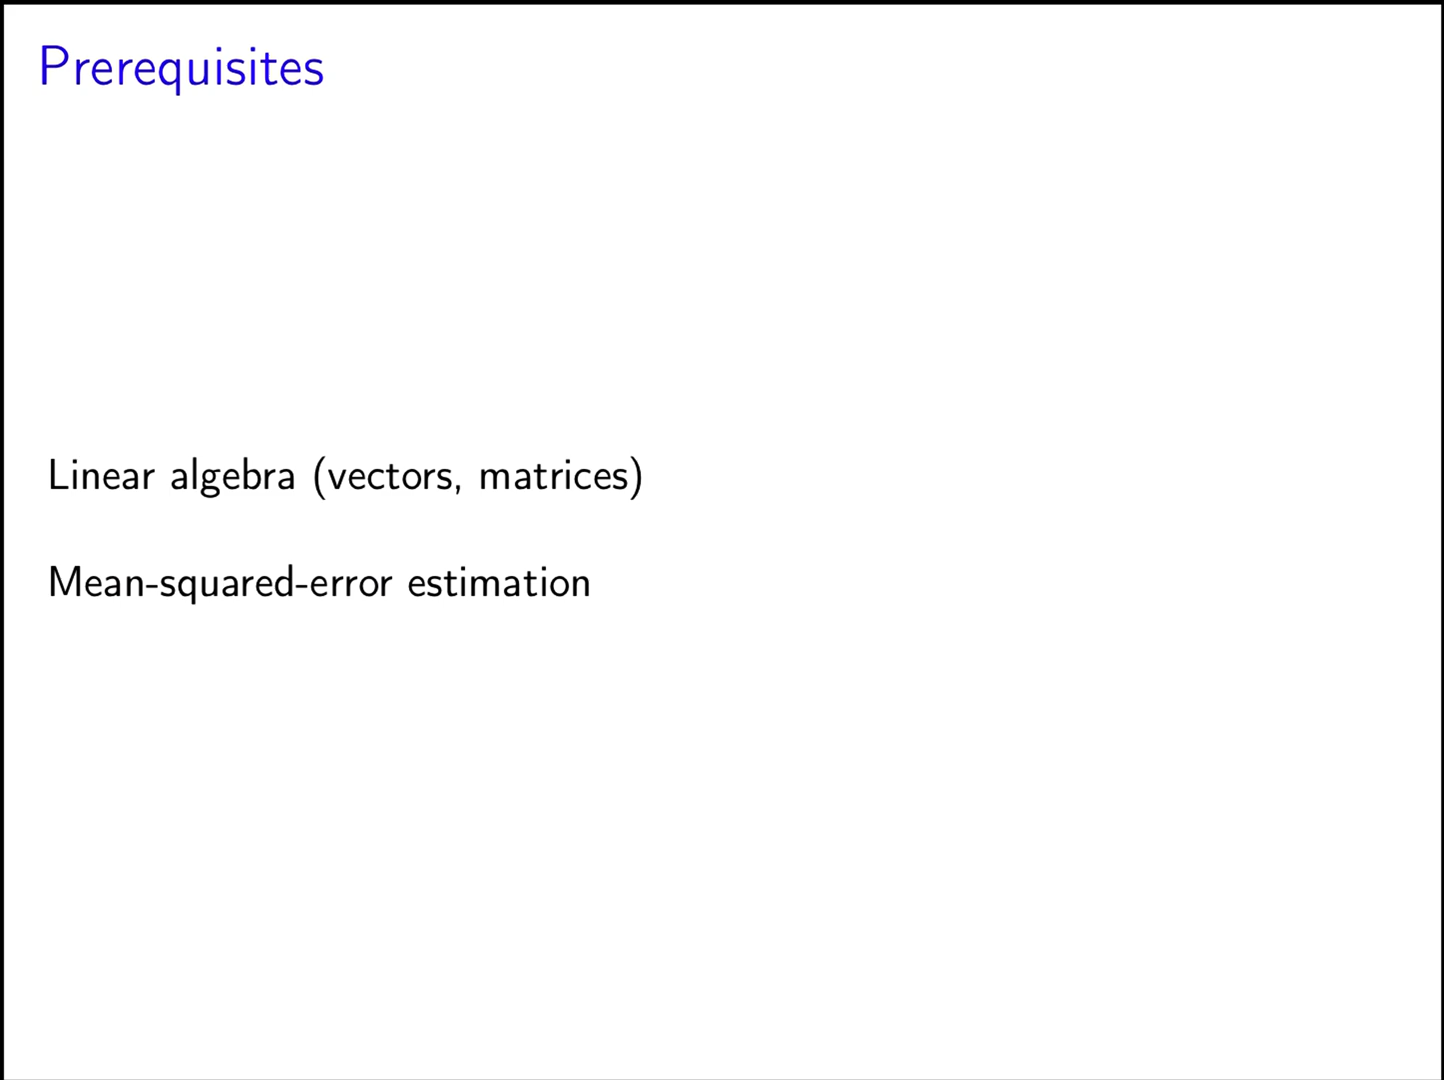 Prerequisites
Linear algebra (vectors, matrices)
Mean-squared-error estimation